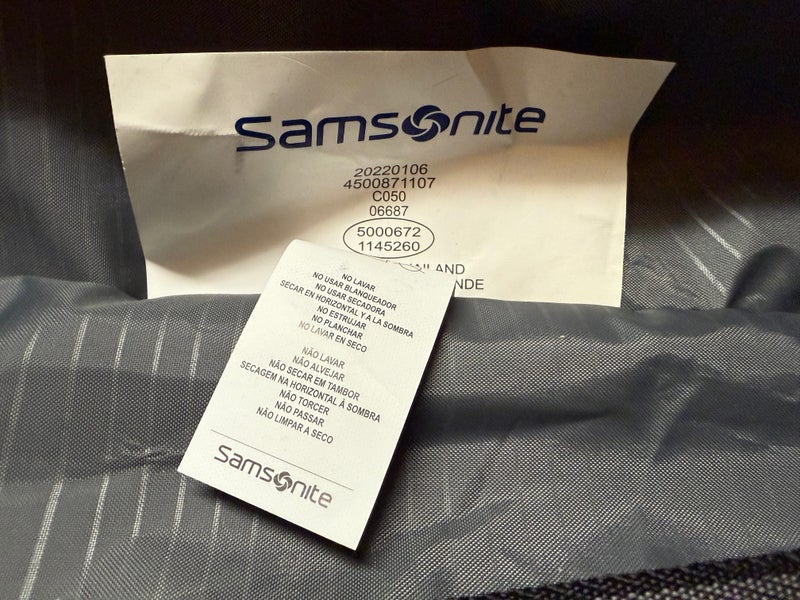 Samsonite
20220106
4500871107
C050
06687
5000672
1145260
NO LAVAR
NO USAR BLANQUEADOR
NO USAR SECADORA
SECAR EN HORIZONTAL Y A LA SOMBRA
NO ESTRUJAR
NO PLANCHAR
NO LAVAR EN SECO
NÃO LAVAR
NÃO ALVEJAR
NÃO SECAR EM TAMBOR
SECAGEM NA HORIZONTAL À SOMBRA
NÃO TORCER
NÃO PASSAR
NÃO LIMPAR A SECO
Samsonite